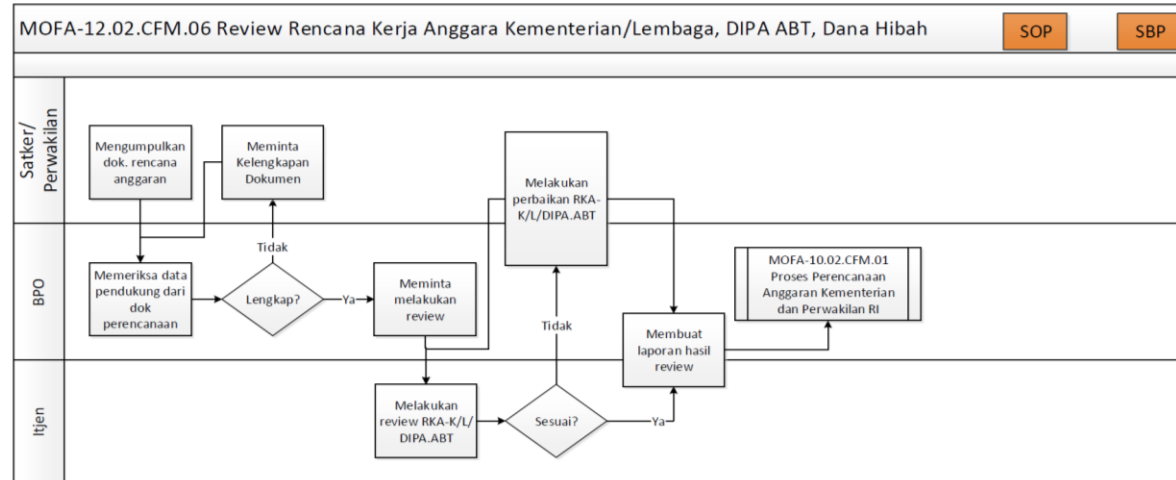 MOFA-12.02.CFM.06 Review Rencana Kerja Anggara Kementerian/Lembaga, DIPA ABT, Dana Hibah
SOP
SBP
Satker/
Perwakilan
Mengumpulkan
dok. rencana
anggaran
Meminta
Kelengkapan
Dokumen
Melakukan
perbaikan RKA-
K/L/DIPA.ABT
BPO
Tidak
Memeriksa data
pendukung dari
dok
perencanaan
Lengkap?
Ya
Meminta
melakukan
review
Tidak
Membuat
laporan hasil
review
MOFA-10.02.CFM.01
Proses Perencanaan
Anggaran Kementerian
dan Perwakilan RI
Itjen
Melakukan
review RKA-K/L/
DIPA.ABT
Sesuai?
Ya